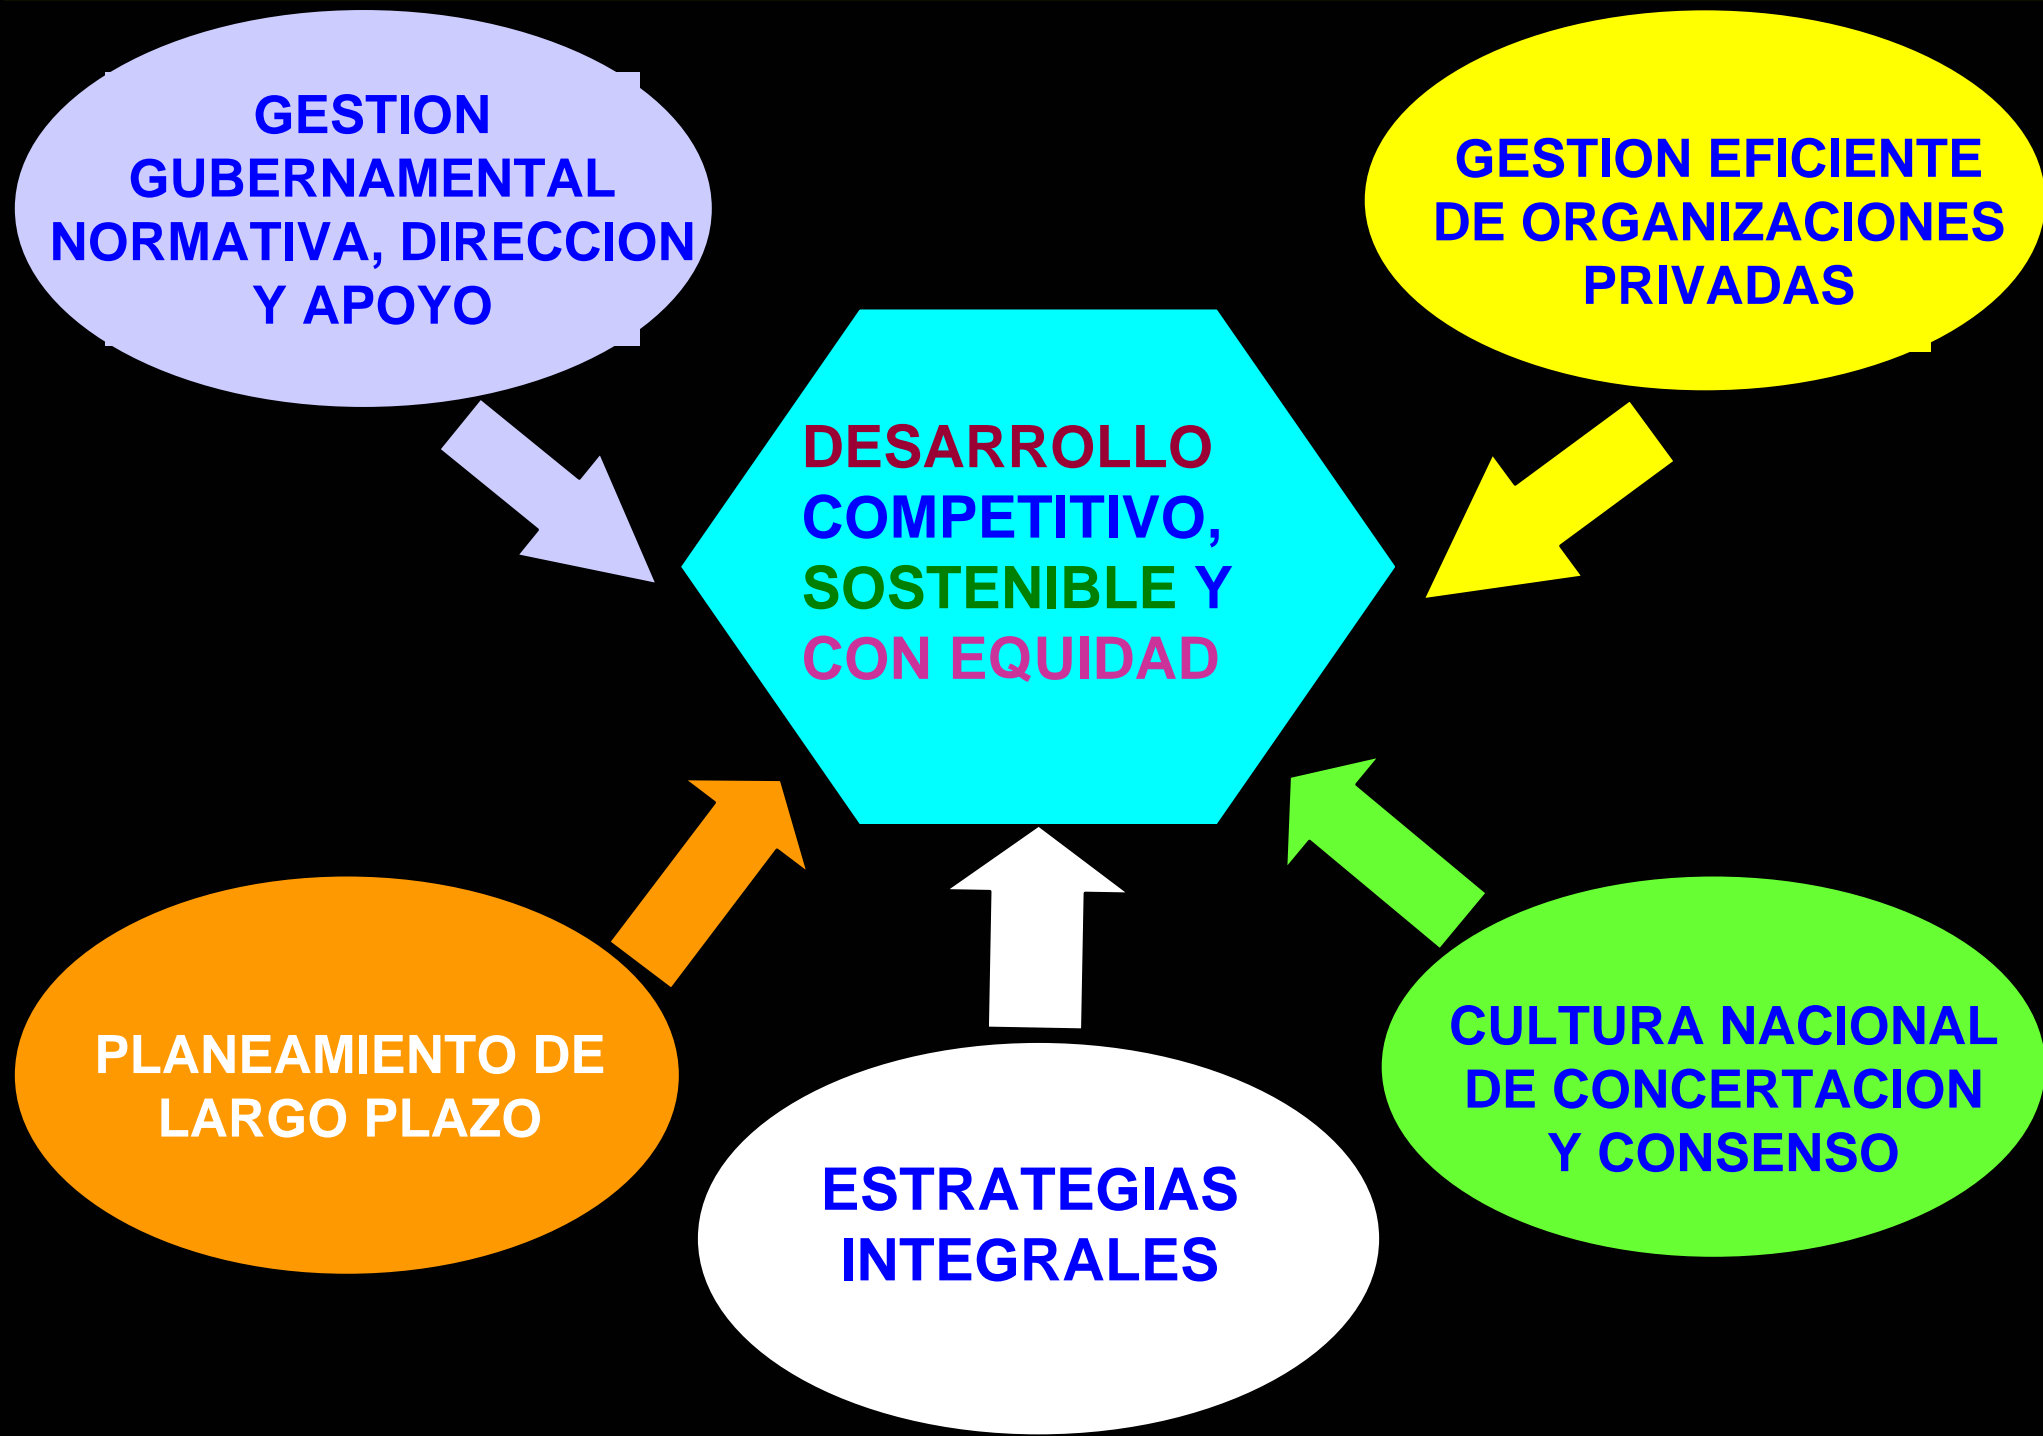 GESTION
GUBERNAMENTAL
NORMATIVA, DIRECCION
Y APOYO
GESTION EFICIENTE
DE ORGANIZACIONES
PRIVADAS
DESARROLLO
COMPETITIVO,
SOSTENIBLE Y
CON EQUIDAD
PLANEAMIENTO DE
LARGO PLAZO
ESTRATEGIAS
INTEGRALES
CULTURA NACIONAL
DE CONCERTACION
Y CONSENSO